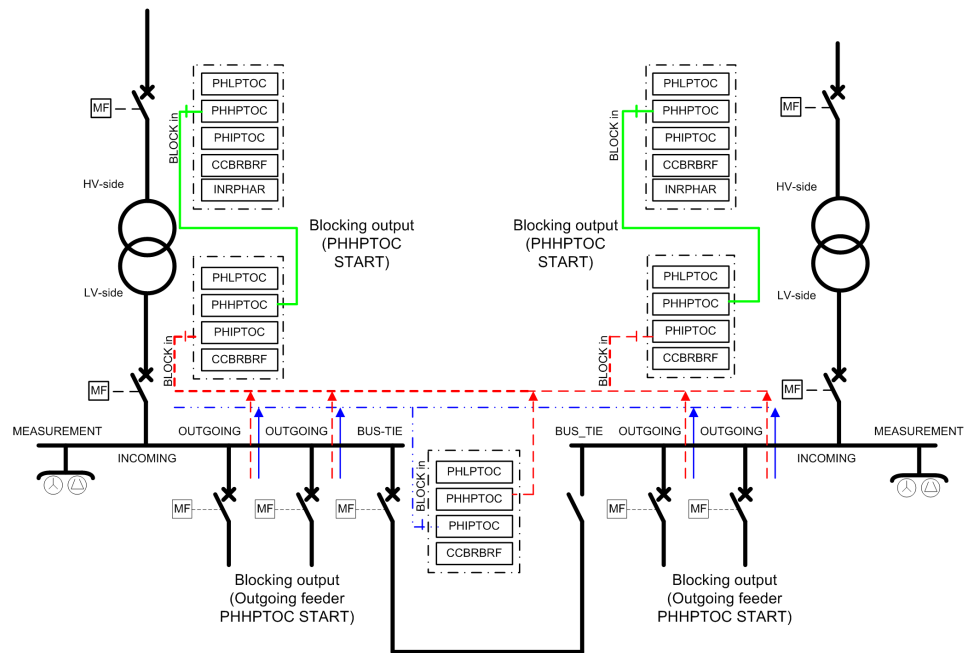 PHLPTOC
PHHPTOC
PHIPTOC
CCBRBRF
INRPHAR
BLOCK in
MF
HV-side
LV-side
Blocking output
(PHHPTOC
START)
PHLPTOC
PHHPTOC
PHIPTOC
CCBRBRF
BLOCK in
MF
PHLPTOC
PHHPTOC
PHIPTOC
CCBRBRF
INRPHAR
BLOCK in
MF
HV-side
LV-side
Blocking output
(PHHPTOC
START)
PHLPTOC
PHHPTOC
PHIPTOC
CCBRBRF
BLOCK in
MF
MEASUREMENT
INCOMING
OUTGOING
OUTGOING
BUS-TIE
BUS_TIE
OUTGOING
OUTGOING
INCOMING
MEASUREMENT
PHLPTOC
PHHPTOC
PHIPTOC
CCBRBRF
BLOCK in
MF
MF
MF
MF
MF
Blocking output
(Outgoing feeder
PHHPTOC START)
Blocking output
(Outgoing feeder
PHHPTOC START)